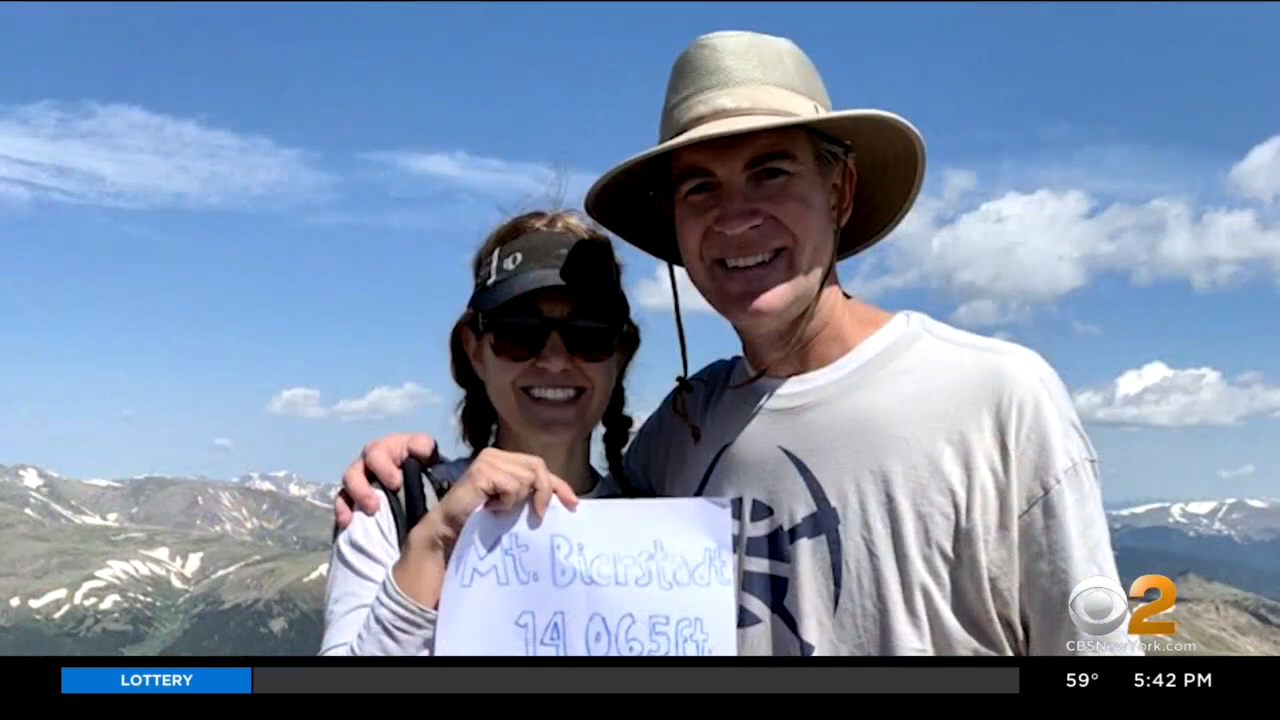 Mt. Bierstadt
14,065ft.
2
CBSNewYork.com
LOTTERY
59° 5:42 PM